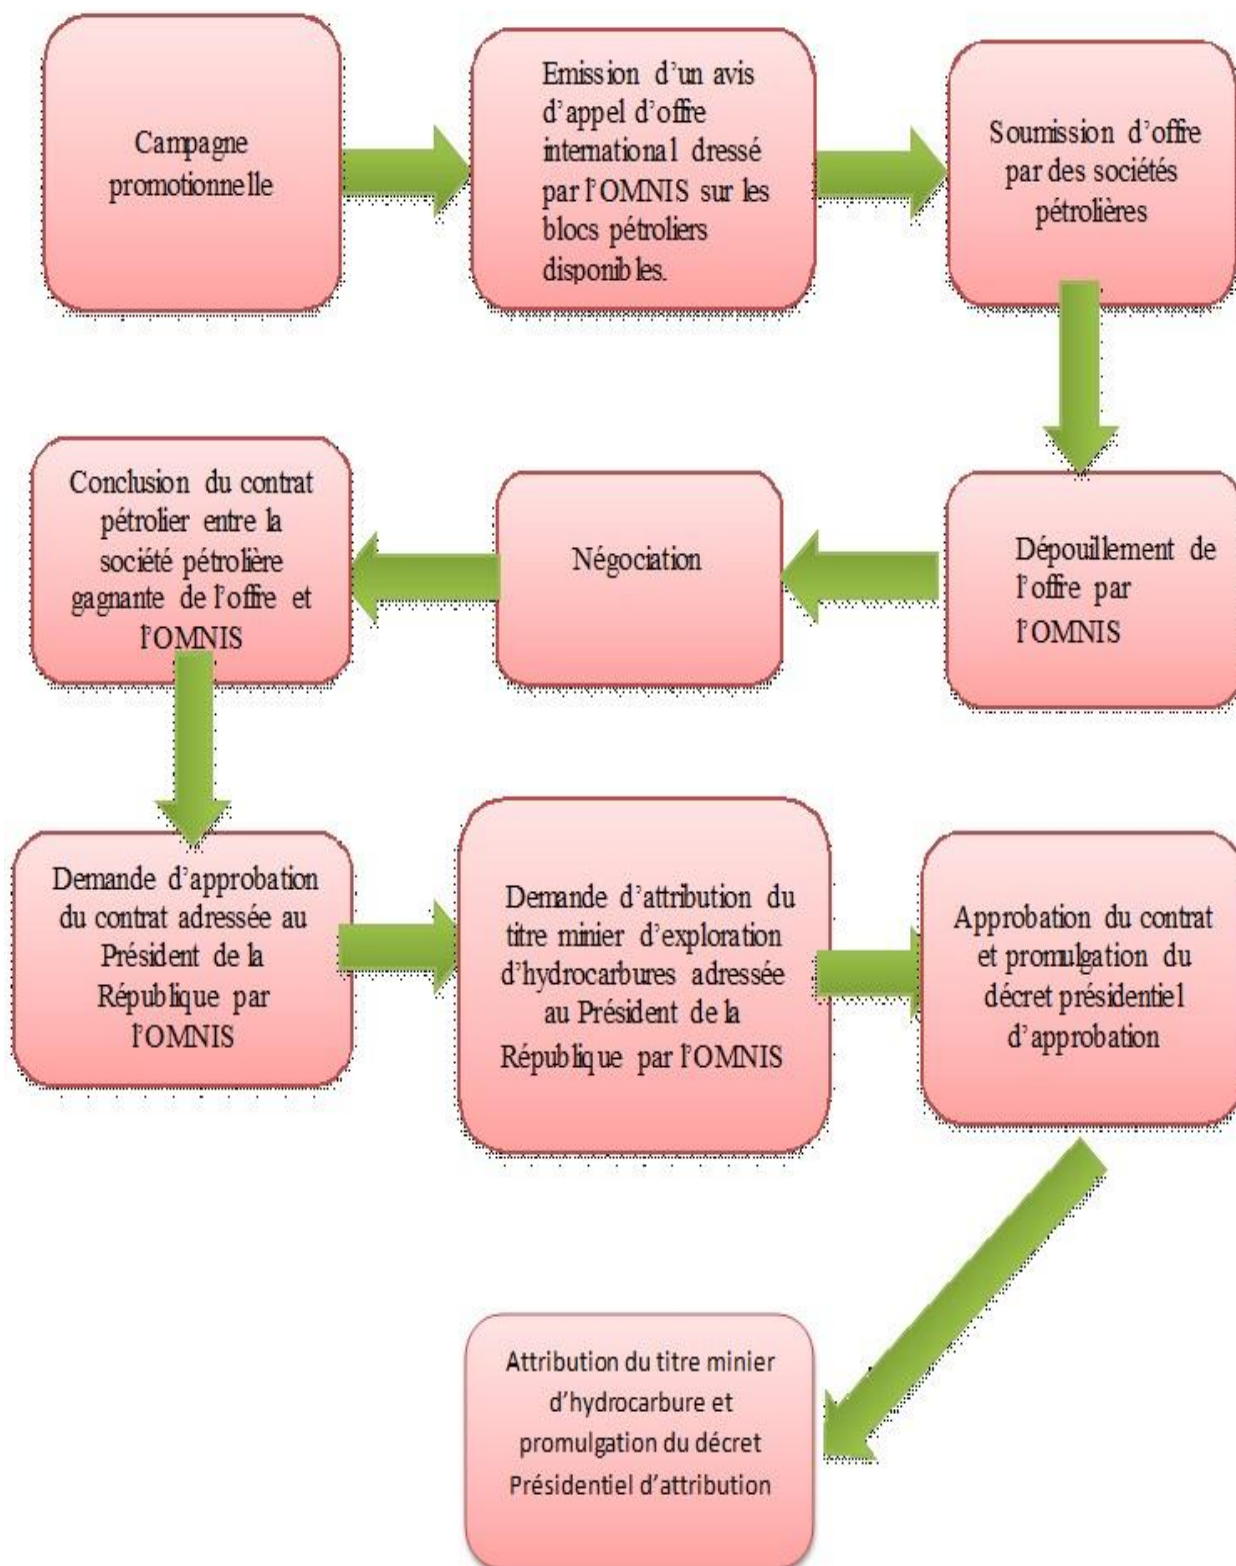 Campagne
promotionnelle
Emission d'un avis
d'appel d'offre
international dressé
par l'OMNIS sur les
blocs pétroliers
disponibles.
Soumission d'offre
par des sociétés
pétrolières
Dépouillement de
l'offre par
l'OMNIS
Négociation
Conclusion du contrat
pétrolier entre la
société pétrolière
gagnante de l'offre et
l'OMNIS
Demande d'approbation
du contrat adressée au
Président de la
République par
l'OMNIS
Demande d'attribution du
titre minier d'exploration
d'hydrocarbures adressée
au Président de la
République par l'OMNIS
Approbation du contrat
et promulgation du
décret présidentiel
d'approbation
Attribution du titre minier
d'hydrocarbure et
promulgation du décret
Présidentiel d'attribution